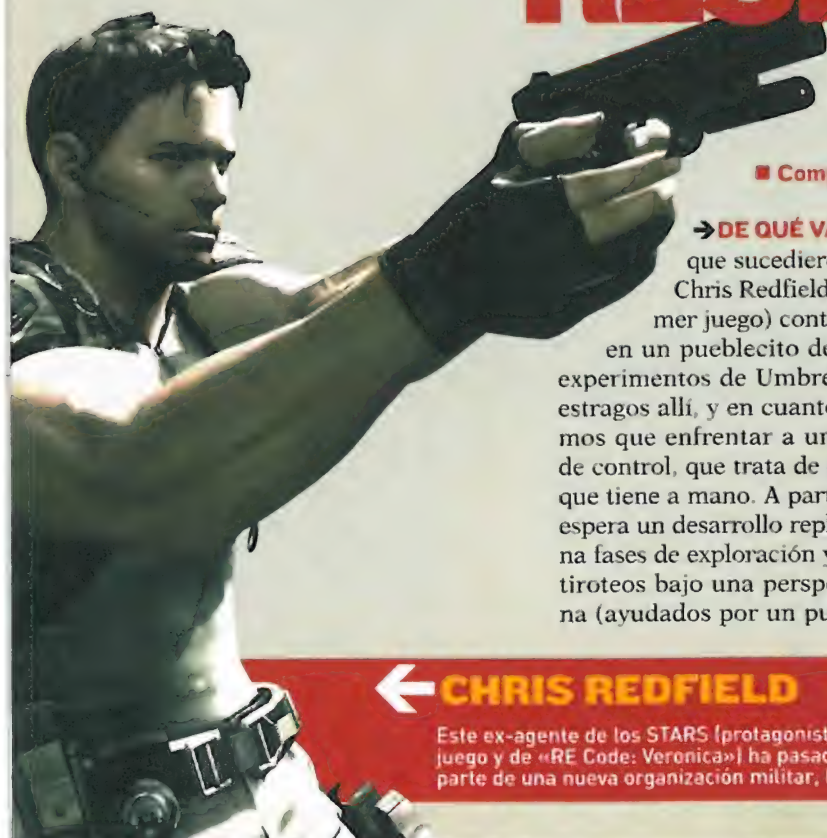 ■ Com
→DE QUÉ VA
que sucediera
Chris Redfield
mer juego) cont
en un pueblecito de
experimentos de Umbre
estragos allí, y en cuanto
mos que enfrentar a un
de control, que trata de
que tiene a mano. A part
espera un desarrollo repl
na fases de exploración y
tiroteos bajo una perspe
na (ayudados por un pu
←CHRIS REDFIELD
Este ex-agente de los STARS (protagonist
juego y de «RE Code: Veronica») ha pasad
parte de una nueva organización militar,